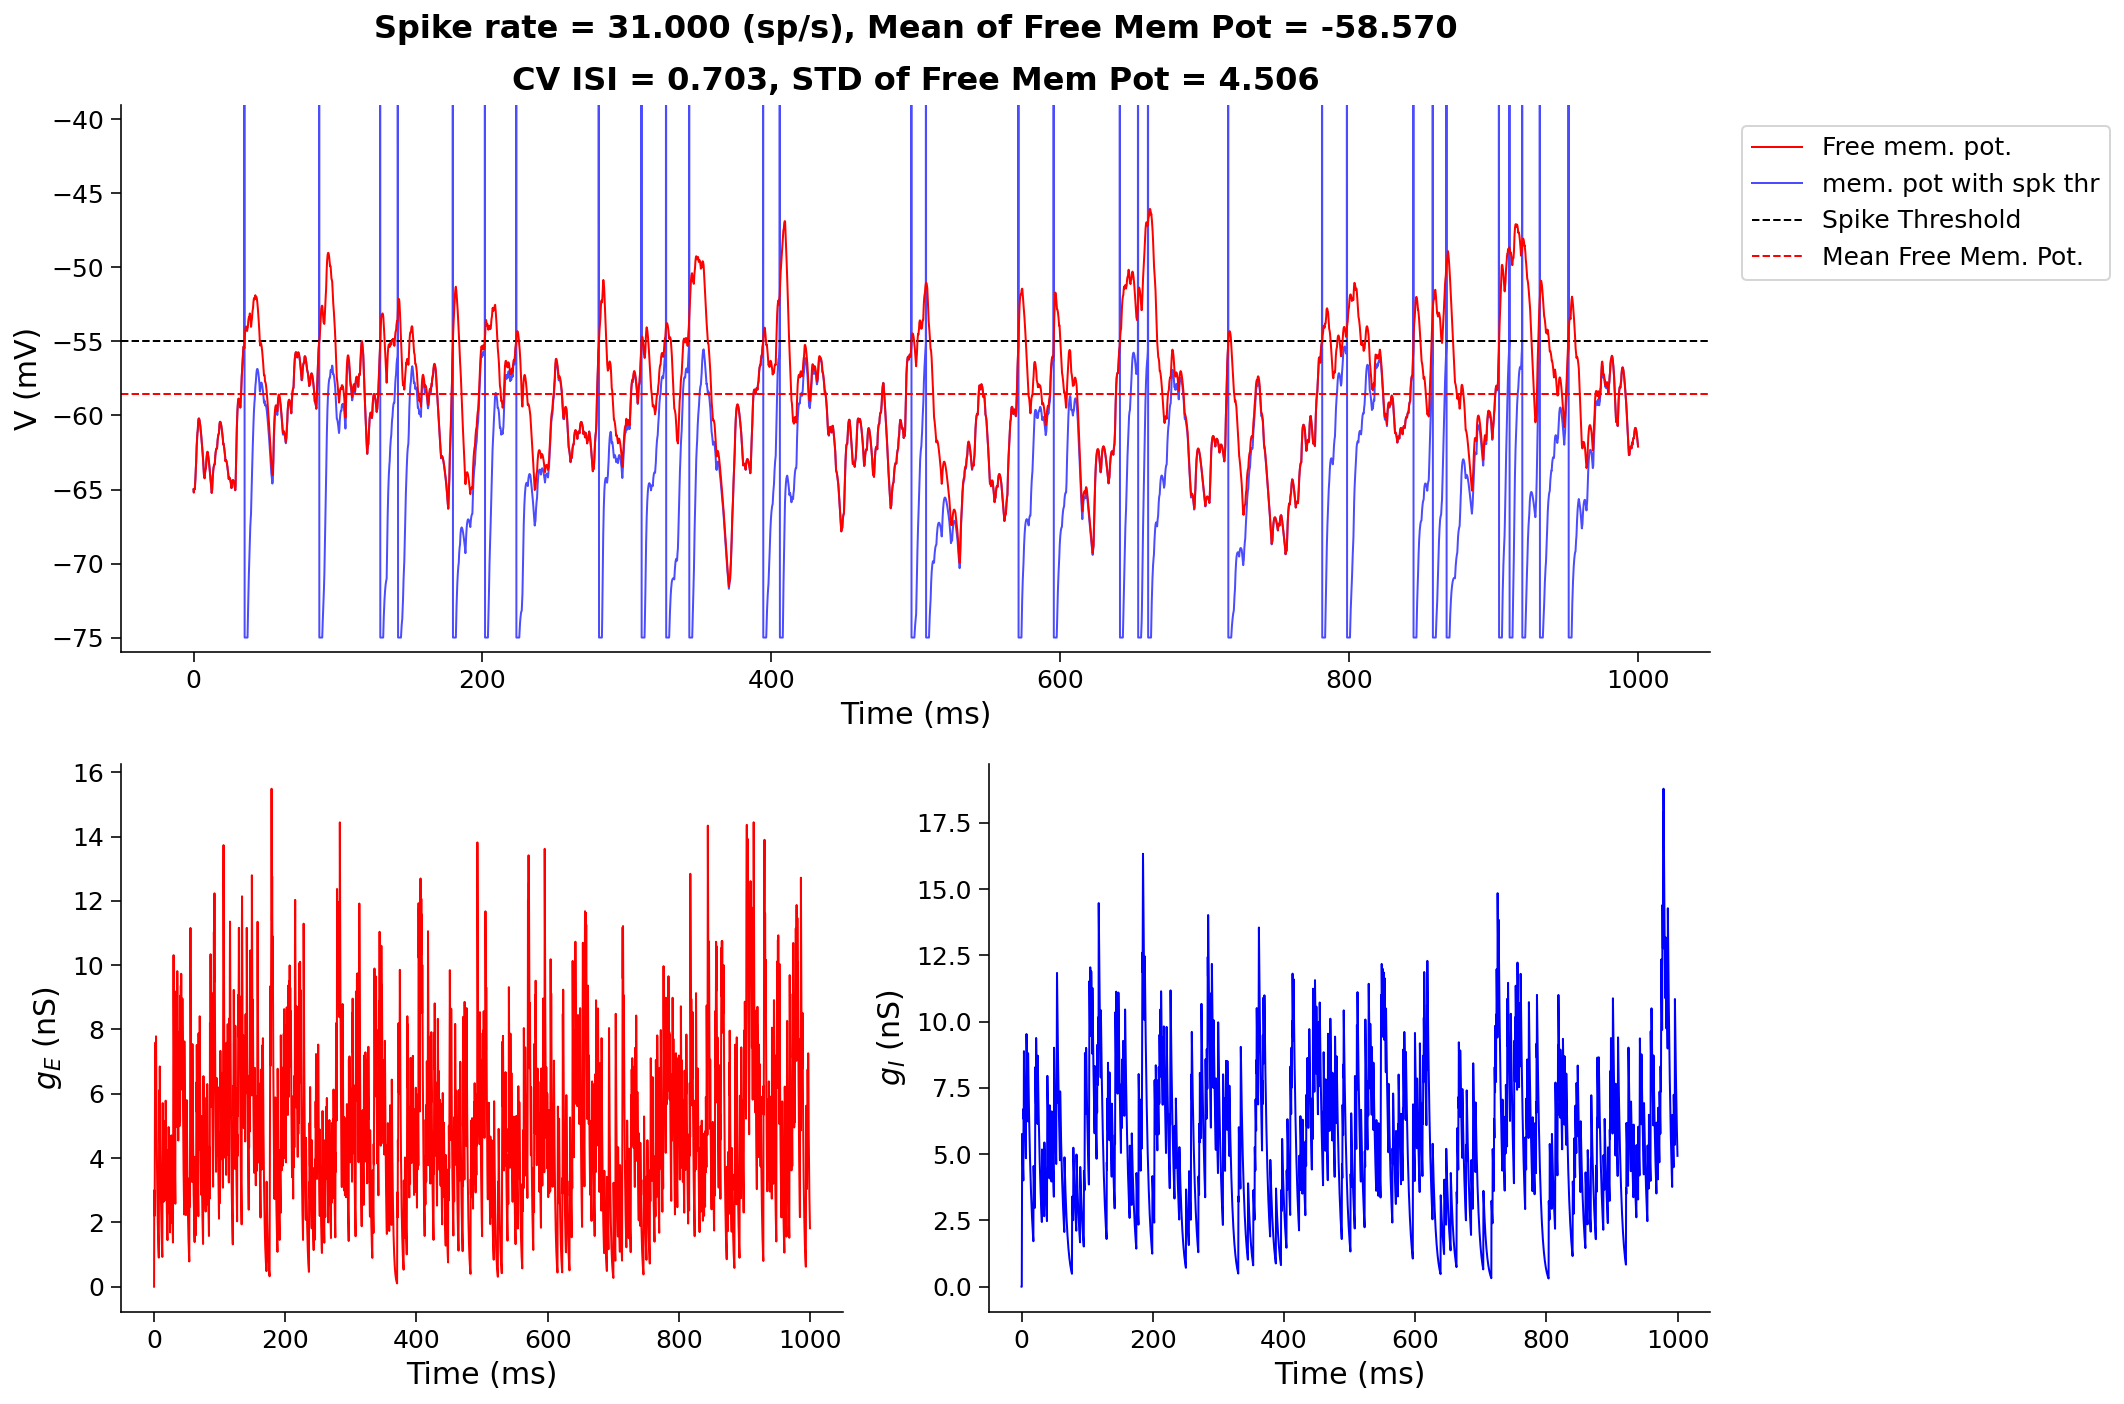 Spike rate = 31.000 (sp/s), Mean of Free Mem Pot = -58.570
CV ISI = 0.703, STD of Free Mem Pot = 4.506
−40
−45
−50
−55
−60
−65
−70
−75
V (mV)
0 200 400 600 800 1000
Time (ms)
Free mem. pot.
mem. pot with spk thr
Spike Threshold
Mean Free Mem. Pot.
16
14
12
10
8
6
4
2
0
g_E (nS)
0 200 400 600 800 1000
Time (ms)
17.5
15.0
12.5
10.0
7.5
5.0
2.5
0.0
g_I (nS)
0 200 400 600 800 1000
Time (ms)